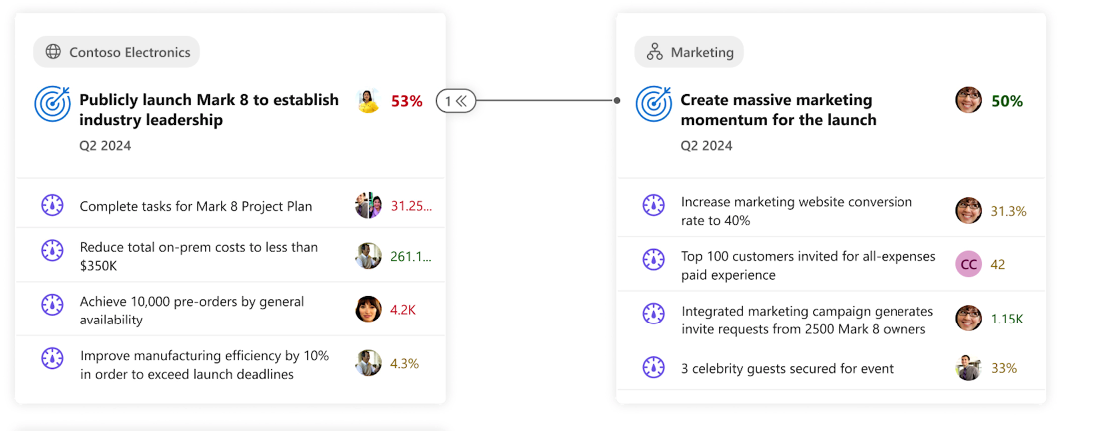 Contoso Electronics
Publicly launch Mark 8 to establish
industry leadership
53%
Q2 2024
Complete tasks for Mark 8 Project Plan
31.25...
Reduce total on-prem costs to less than
$350K
261.1...
Achieve 10,000 pre-orders by general
availability
4.2K
Improve manufacturing efficiency by 10%
in order to exceed launch deadlines
4.3%
1
Marketing
Create massive marketing
momentum for the launch
50%
Q2 2024
Increase marketing website conversion
rate to 40%
31.3%
Top 100 customers invited for all-expenses
paid experience
CC
42
Integrated marketing campaign generates
invite requests from 2500 Mark 8 owners
1.15K
3 celebrity guests secured for event
33%